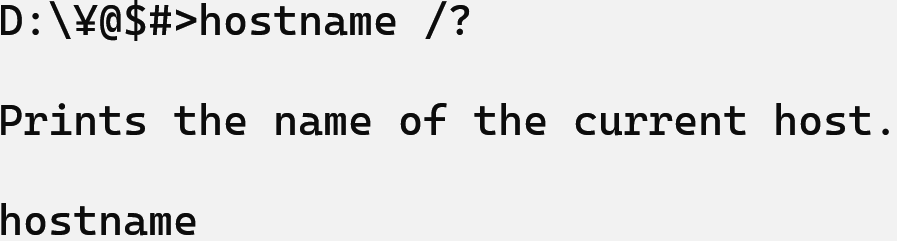 D:\¥@$#>hostname /?
Prints the name of the current host.
hostname